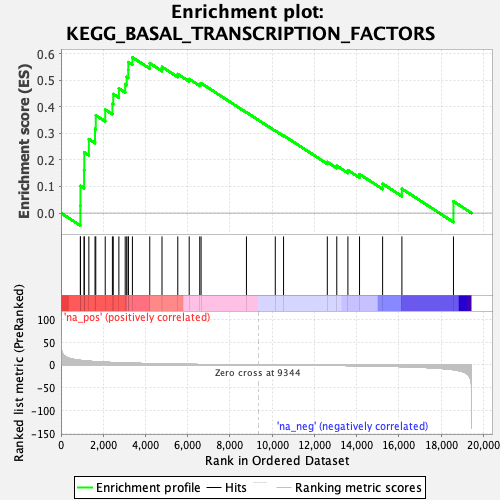 Enrichment plot:
KEGG_BASAL_TRANSCRIPTION_FACTORS
Enrichment score (ES)
0.6
0.5
0.4
0.3
0.2
0.1
0.0
'na_pos' (positively correlated)
Ranked list metric (PreRanked)
100
50
0
-50
-100
-150
Zero cross at 9344
'na_neg' (negatively correlated)
0 2,000 4,000 6,000 8,000 10,000 12,000 14,000 16,000 18,000 20,000
Rank in Ordered Dataset
Enrichment profile Hits Ranking metric scores